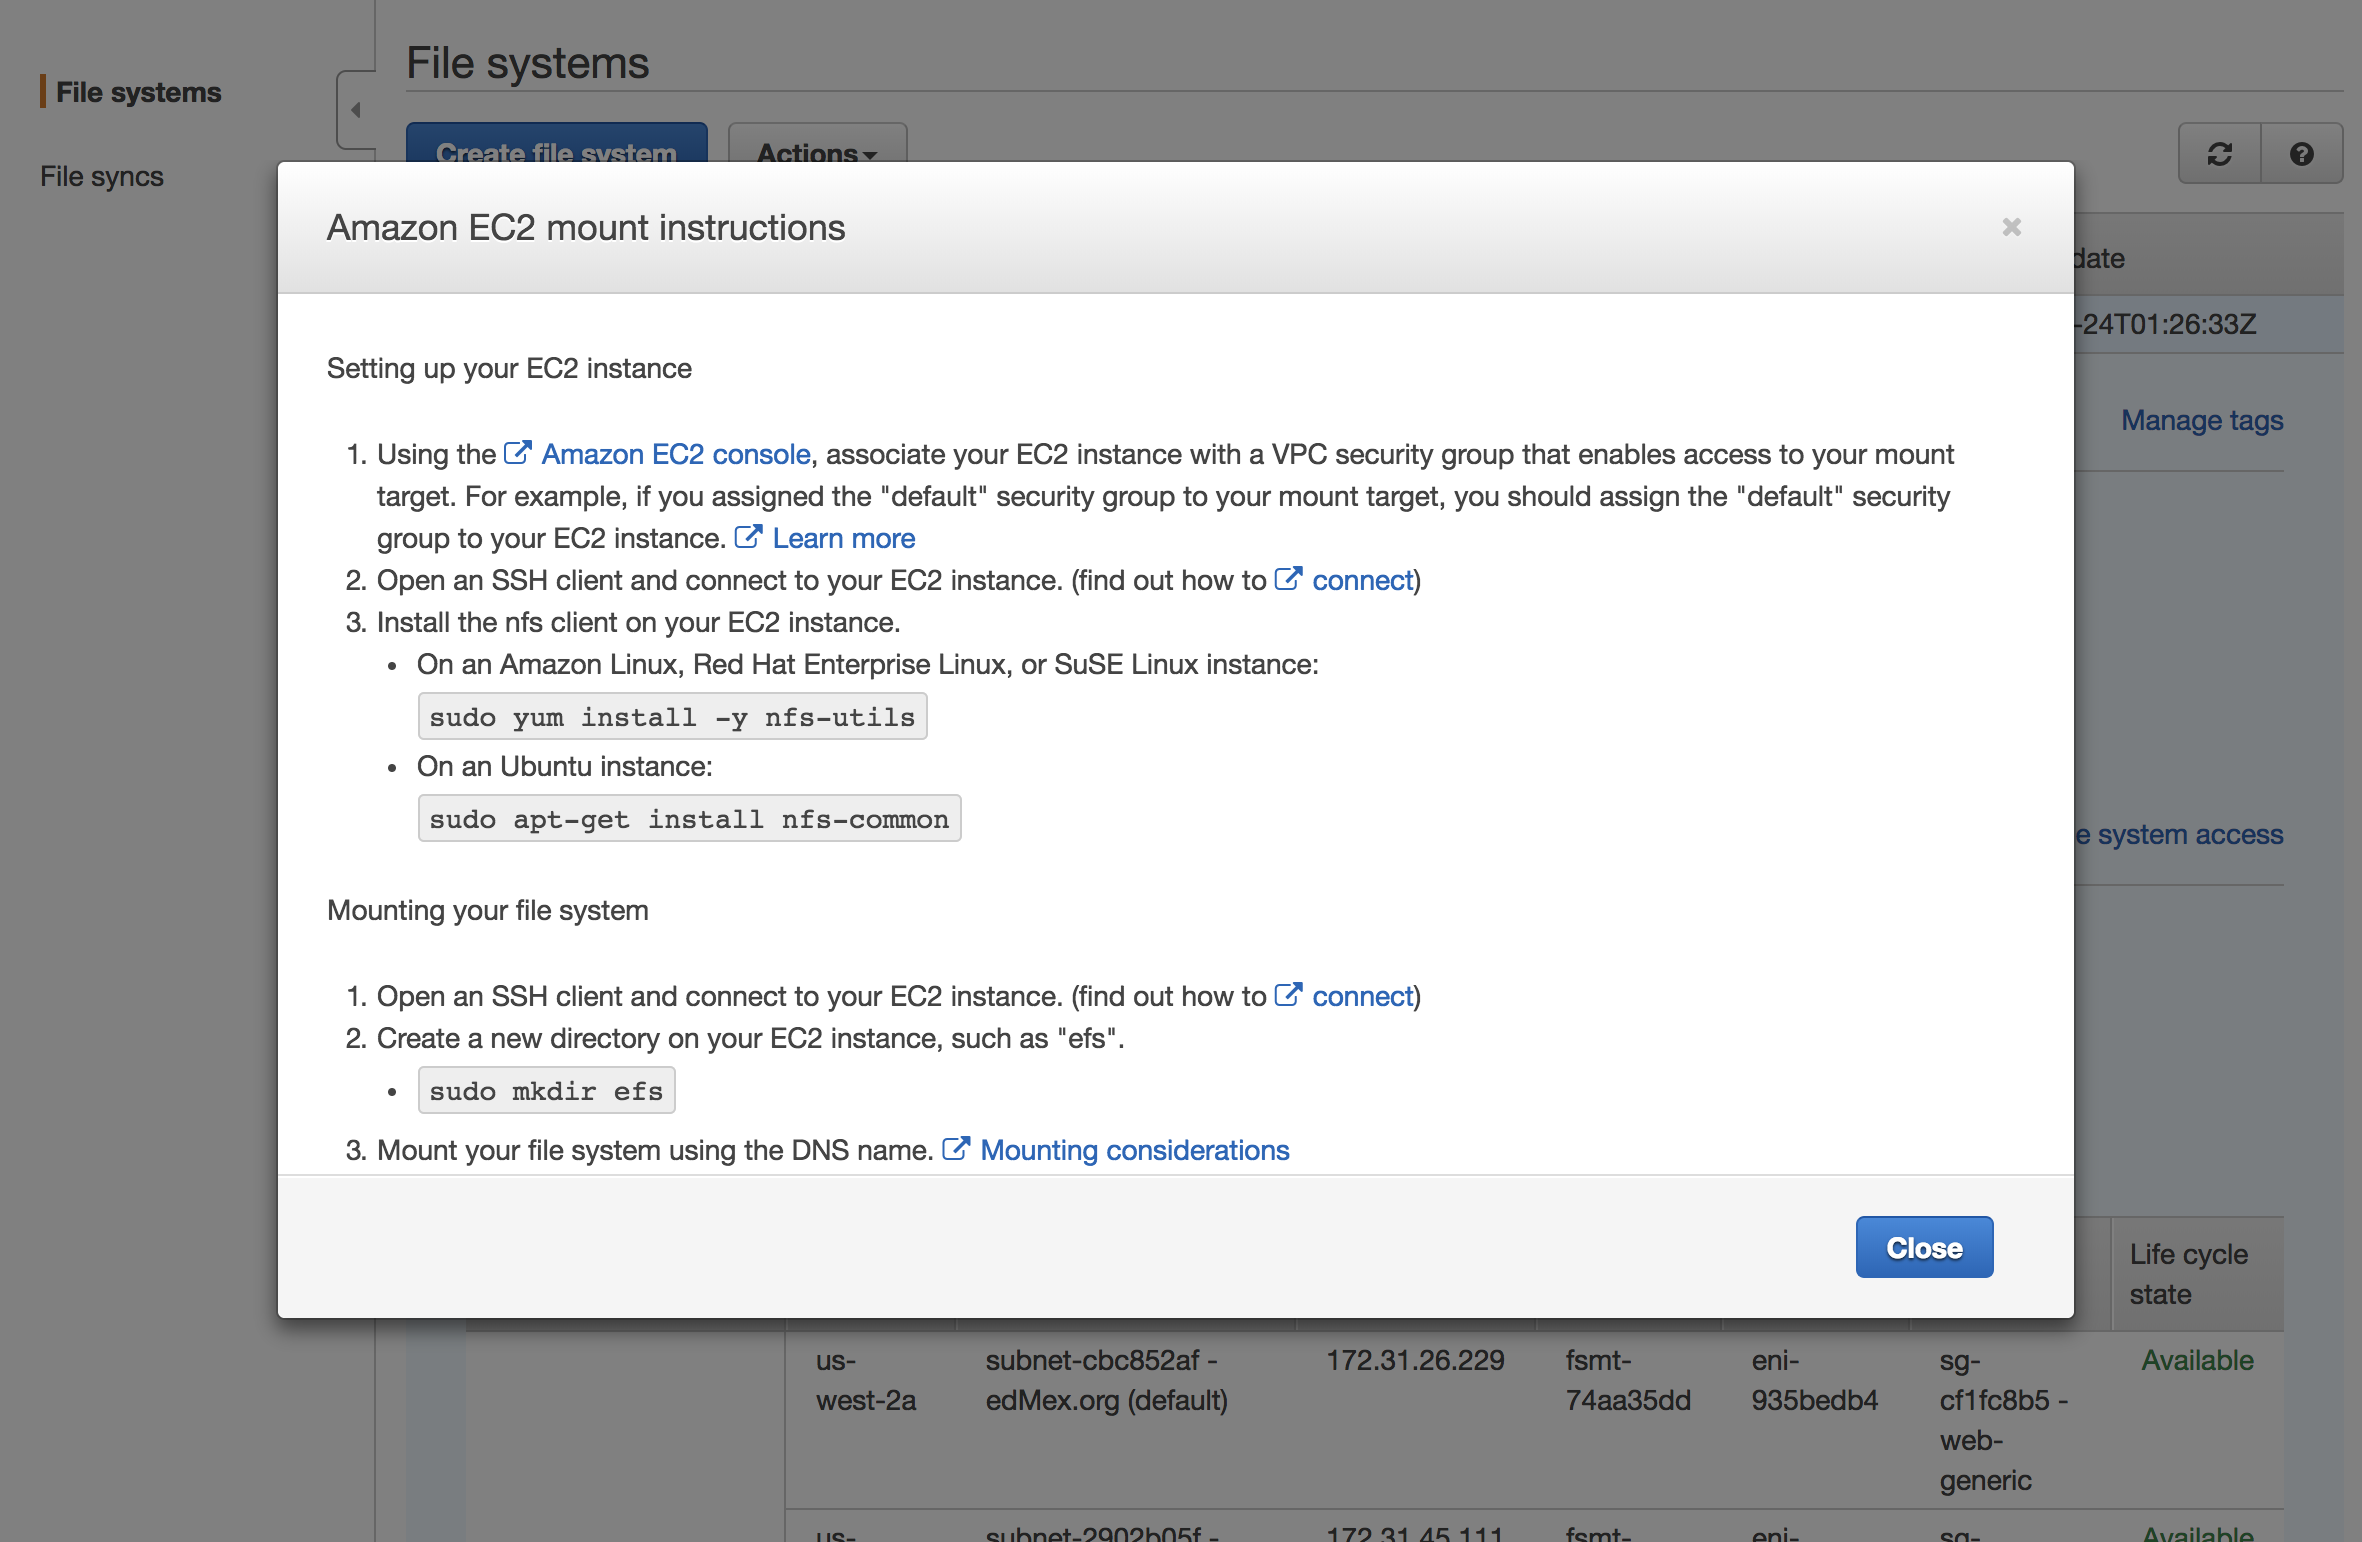 File systems
File syncs
File systems
Create file system
Actions
date
-24T01:26:33Z
Manage tags
e system access
Amazon EC2 mount instructions
Setting up your EC2 instance
1. Using the Amazon EC2 console, associate your EC2 instance with a VPC security group that enables access to your mount
target. For example, if you assigned the "default" security group to your mount target, you should assign the "default" security
group to your EC2 instance. Learn more
2. Open an SSH client and connect to your EC2 instance. (find out how to connect)
3. Install the nfs client on your EC2 instance.
• On an Amazon Linux, Red Hat Enterprise Linux, or SuSE Linux instance:
sudo yum install -y nfs-utils
• On an Ubuntu instance:
sudo apt-get install nfs-common
Mounting your file system
1. Open an SSH client and connect to your EC2 instance. (find out how to connect)
2. Create a new directory on your EC2 instance, such as "efs".
• sudo mkdir efs
3. Mount your file system using the DNS name. Mounting considerations
Close
Life cycle
state
us- subnet-cbc852af - 172.31.26.229 fsmt- eni- sg- Available
west-2a edMex.org (default) 74aa35dd 935bedb4 cf1fc8b5 -
web-
generic
us- subnet-2902b05f - 172.31.45.111 fsmt- eni- sg- Available